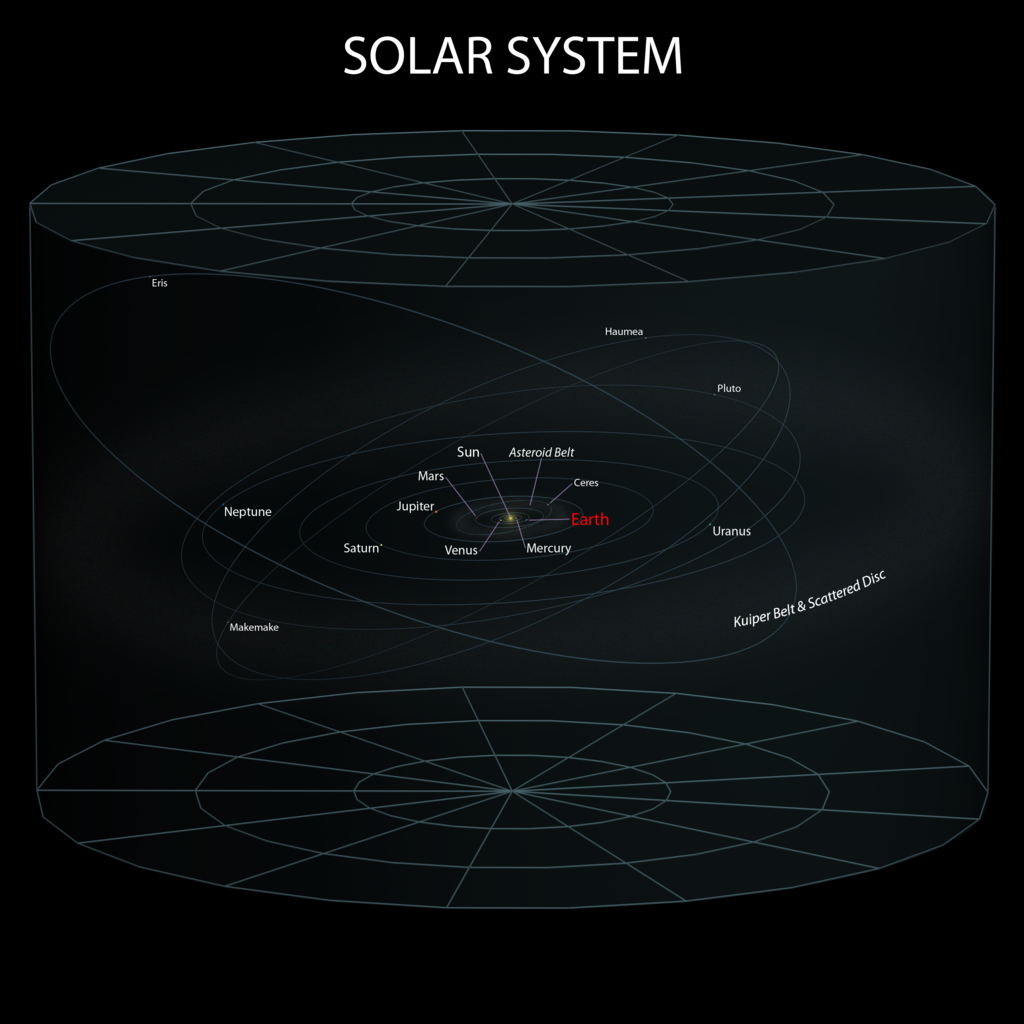 SOLAR SYSTEM
Eris
Haumea
Pluto
Sun
Asteroid Belt
Mars
Ceres
Jupiter
Neptune
Earth
Uranus
Saturn
Venus
Mercury
Kuiper Belt & Scattered Disc
Makemake